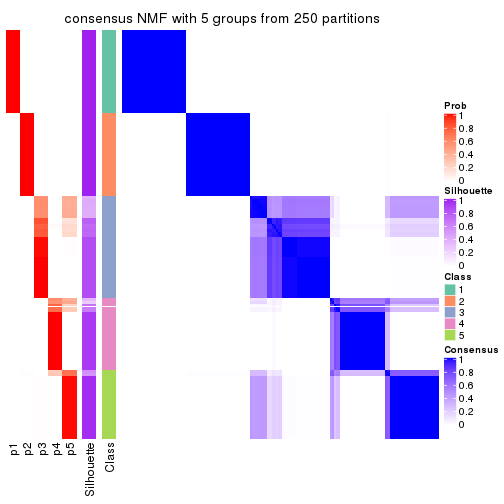 consensus NMF with 5 groups from 250 partitions
Prob
1
0.8
0.6
0.4
0.2
0
Silhouette
1
0.8
0.6
0.4
0.2
0
Class
1
2
3
4
5
Consensus
1
0.8
0.6
0.4
0.2
0
p1
p2
p3
p4
p5
Silhouette
Class